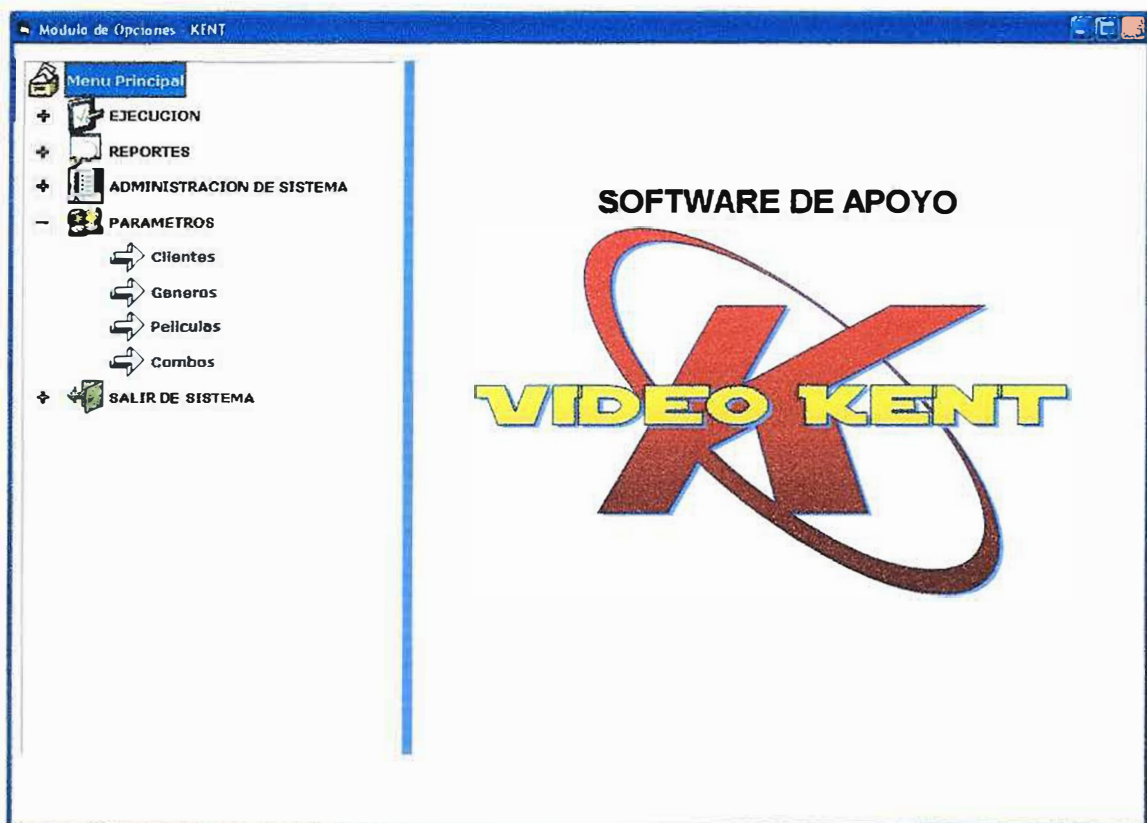 Modulo de Opciones - KENT
Menu Principal
EJECUCION
REPORTES
ADMINISTRACION DE SISTEMA
PARAMETROS
Clientes
Generos
Peliculas
Combos
SALIR DE SISTEMA
SOFTWARE DE APOYO
K
VIDEO KENT